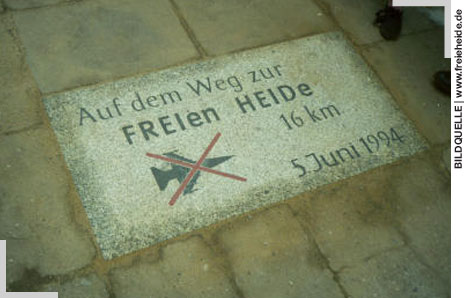 Auf dem Weg zur
FREIen HEIDe
16 km
5. Juni 1994
BILDQUELLE | www.freieheide.de